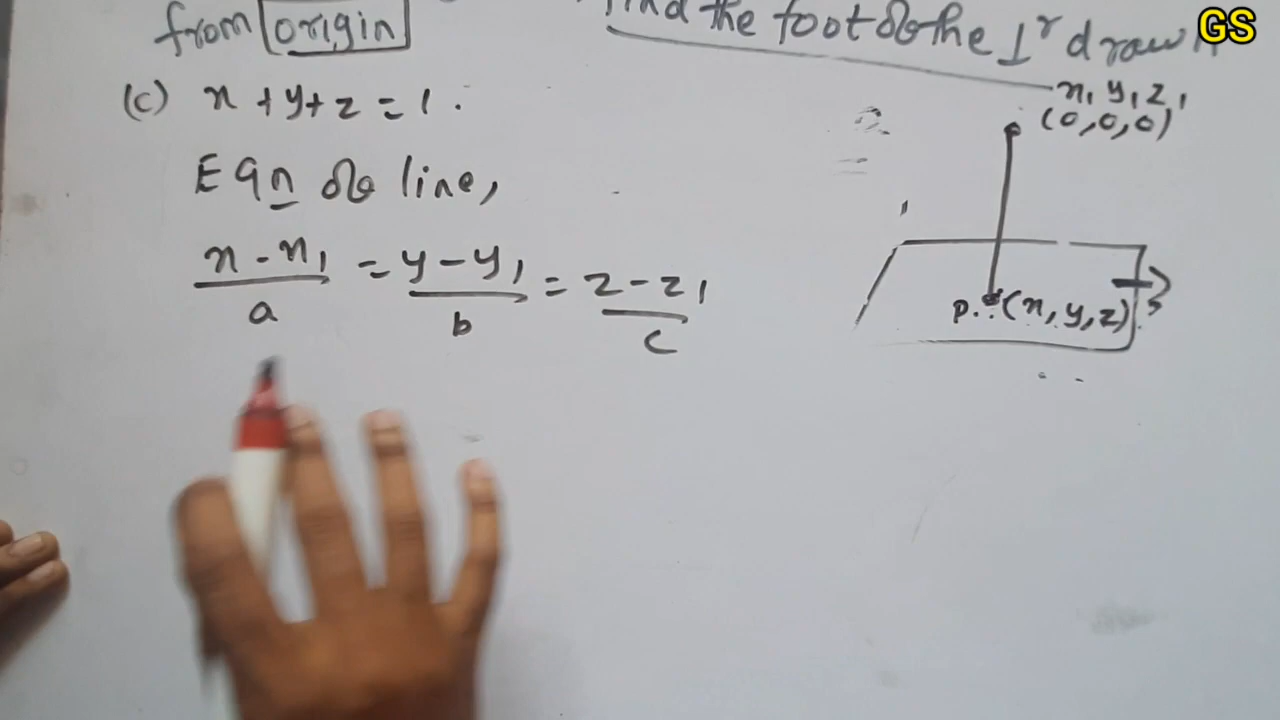 find the foot of the ⊥r drawn
from origin
GS
(c) x + y + z = 1.
Eqn of line,
x - x1 / a = y - y1 / b = z - z1 / c
x1 y1 z1
(0,0,0)
P. (x, y, z)